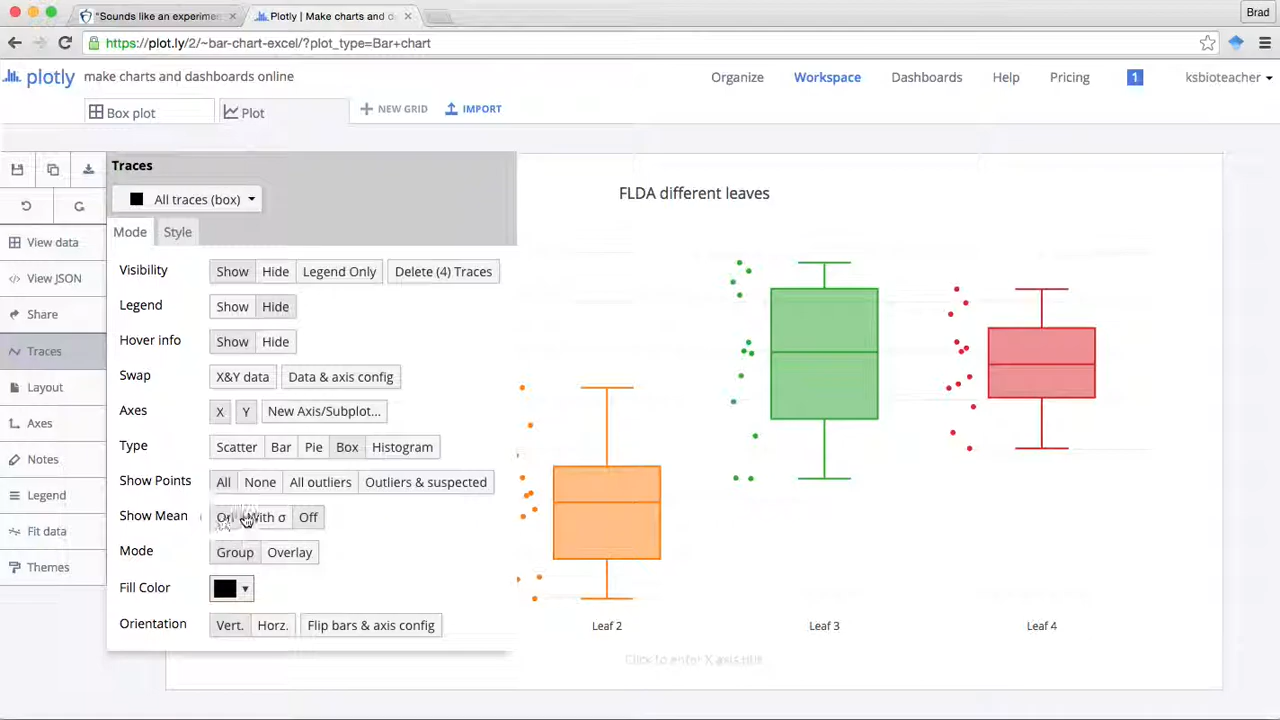 "Sounds like an experimen
Plotly | Make charts and d
Brad
https://plot.ly/2/~bar-chart-excel/?plot_type=Bar+chart
plotly make charts and dashboards online
Organize Workspace Dashboards Help Pricing 1 ksbioteacher
Box plot Plot NEW GRID IMPORT
Traces
All traces (box)
Mode Style
View data
View JSON
Share
Traces
Layout
Axes
Notes
Legend
Fit data
Themes
Visibility Show Hide Legend Only Delete (4) Traces
Legend Show Hide
Hover info Show Hide
Swap X&Y data Data & axis config
Axes X Y New Axis/Subplot...
Type Scatter Bar Pie Box Histogram
Show Points All None All outliers Outliers & suspected
Show Mean On With σ Off
Mode Group Overlay
Fill Color
Orientation Vert. Horz. Flip bars & axis config
FLDA different leaves
Leaf 2 Leaf 3 Leaf 4
Click to enter X axis title